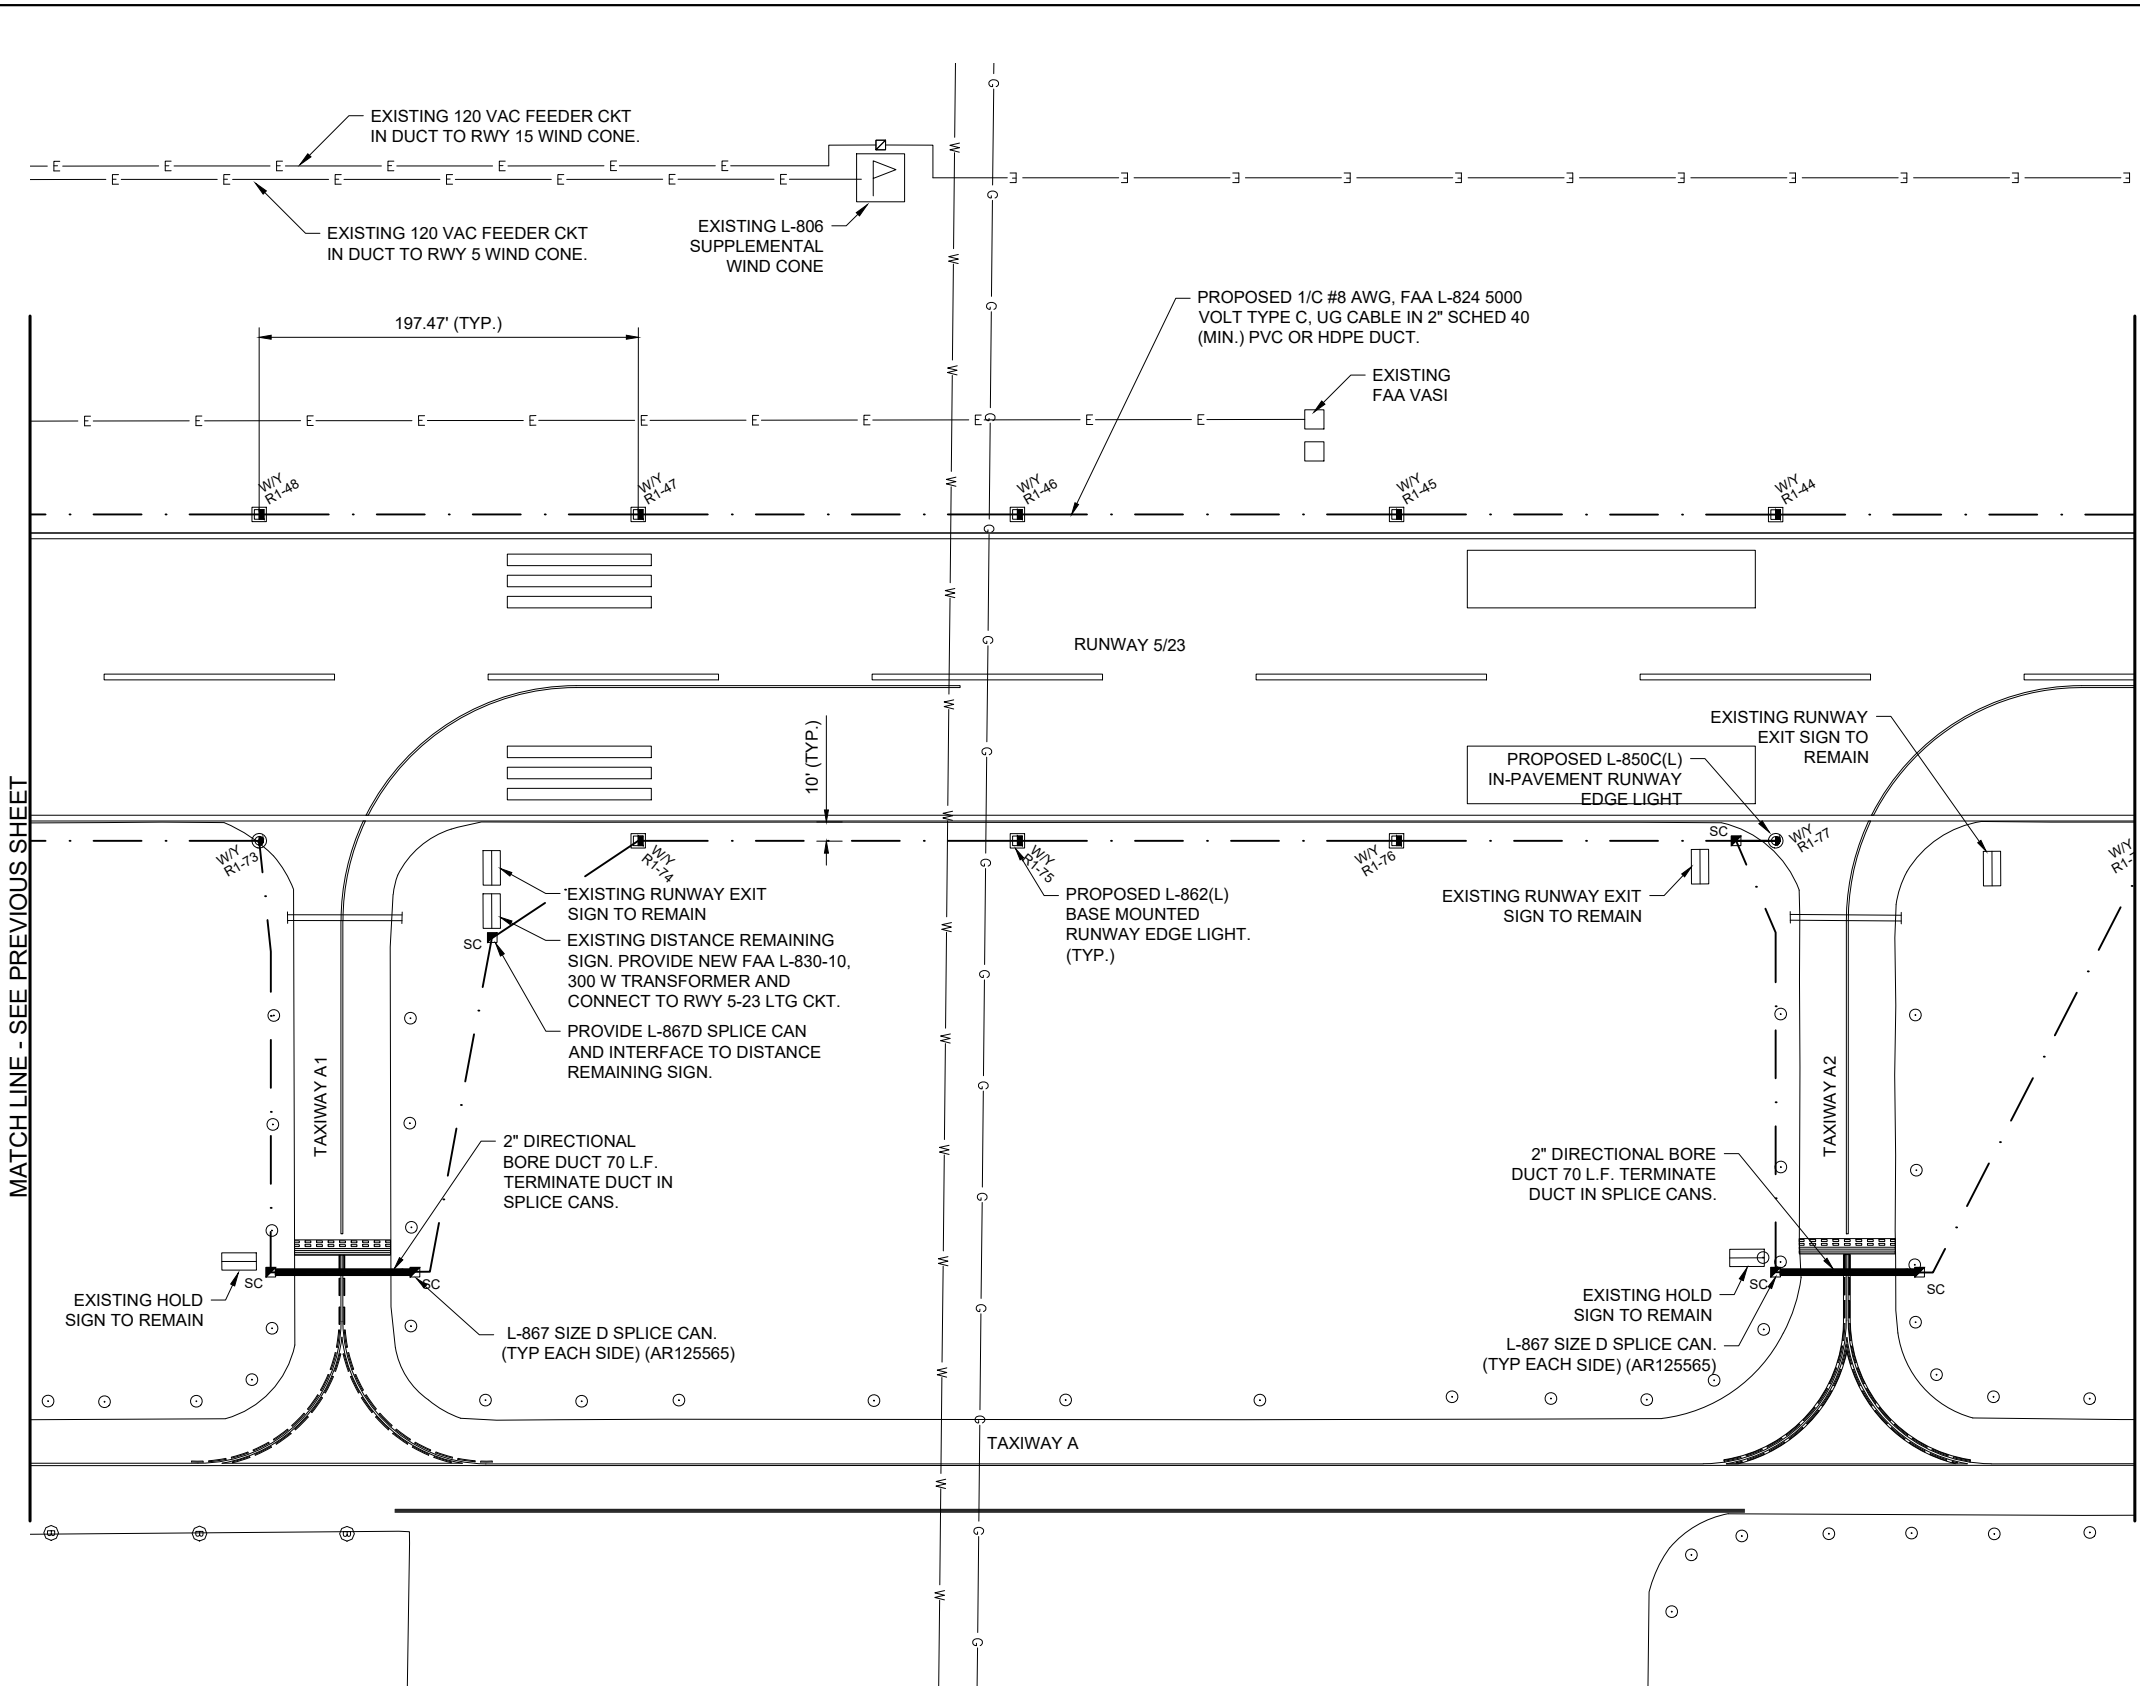 EXISTING 120 VAC FEEDER CKT
IN DUCT TO RWY 15 WIND CONE.
EXISTING 120 VAC FEEDER CKT
IN DUCT TO RWY 5 WIND CONE.
EXISTING L-806
SUPPLEMENTAL
WIND CONE
PROPOSED 1/C #8 AWG, FAA L-824 5000
VOLT TYPE C, UG CABLE IN 2" SCHED 40
(MIN.) PVC OR HDPE DUCT.
197.47' (TYP.)
EXISTING
FAA VASI
W/Y
R1-48
W/Y
R1-47
W/Y
R1-46
W/Y
R1-45
W/Y
R1-44
RUNWAY 5/23
EXISTING RUNWAY
EXIT SIGN TO
REMAIN
PROPOSED L-850C(L)
IN-PAVEMENT RUNWAY
EDGE LIGHT
10' (TYP.)
MATCH LINE - SEE PREVIOUS SHEET
W/Y
R1-73
W/Y
R1-74
W/Y
R1-75
W/Y
R1-76
SC
W/Y
R1-77
W/Y
R1-
EXISTING RUNWAY EXIT
SIGN TO REMAIN
SC
EXISTING DISTANCE REMAINING
SIGN. PROVIDE NEW FAA L-830-10,
300 W TRANSFORMER AND
CONNECT TO RWY 5-23 LTG CKT.
PROVIDE L-867D SPLICE CAN
AND INTERFACE TO DISTANCE
REMAINING SIGN.
PROPOSED L-862(L)
BASE MOUNTED
RUNWAY EDGE LIGHT.
(TYP.)
EXISTING RUNWAY EXIT
SIGN TO REMAIN
TAXIWAY A1
TAXIWAY A2
2" DIRECTIONAL
BORE DUCT 70 L.F.
TERMINATE DUCT IN
SPLICE CANS.
2" DIRECTIONAL BORE
DUCT 70 L.F. TERMINATE
DUCT IN SPLICE CANS.
SC
SC
SC
SC
EXISTING HOLD
SIGN TO REMAIN
L-867 SIZE D SPLICE CAN.
(TYP EACH SIDE) (AR125565)
EXISTING HOLD
SIGN TO REMAIN
L-867 SIZE D SPLICE CAN.
(TYP EACH SIDE) (AR125565)
TAXIWAY A